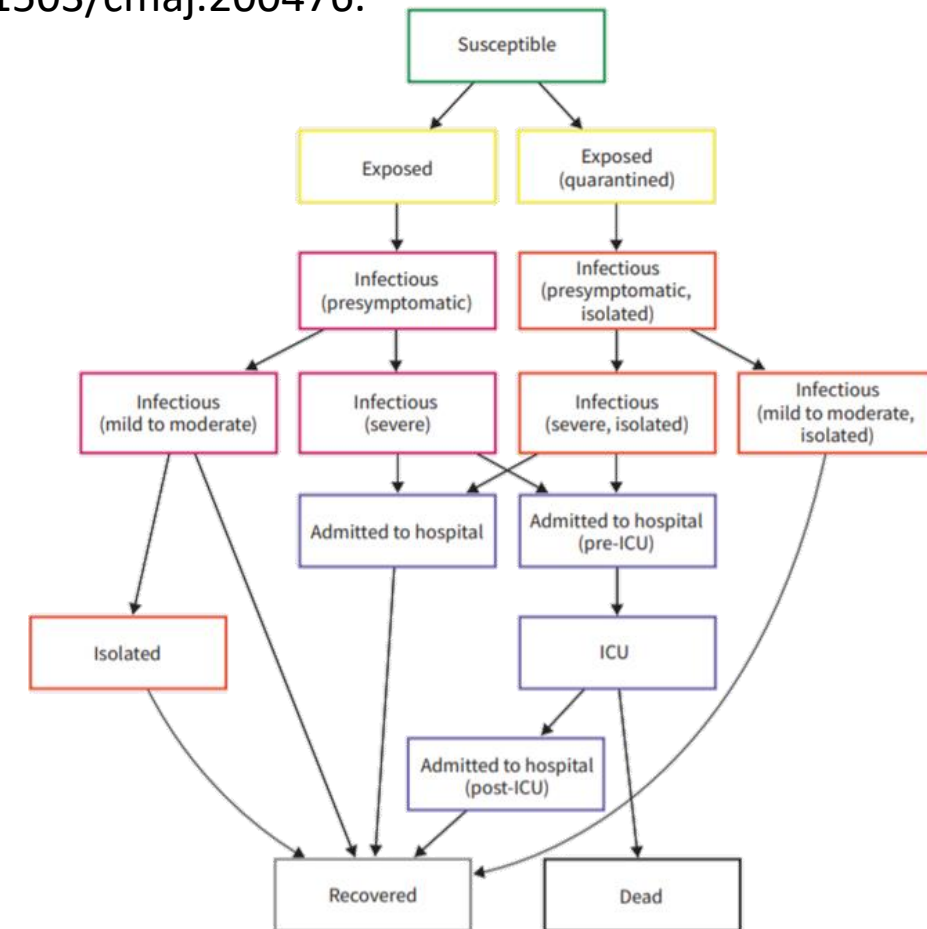 1503/cmaj.200476.
Susceptible
Exposed
Exposed
(quarantined)
Infectious
(presymptomatic)
Infectious
(presymptomatic,
isolated)
Infectious
(mild to moderate)
Infectious
(severe)
Infectious
(severe, isolated)
Infectious
(mild to moderate,
isolated)
Admitted to hospital
Admitted to hospital
(pre-ICU)
Isolated
ICU
Admitted to hospital
(post-ICU)
Recovered
Dead